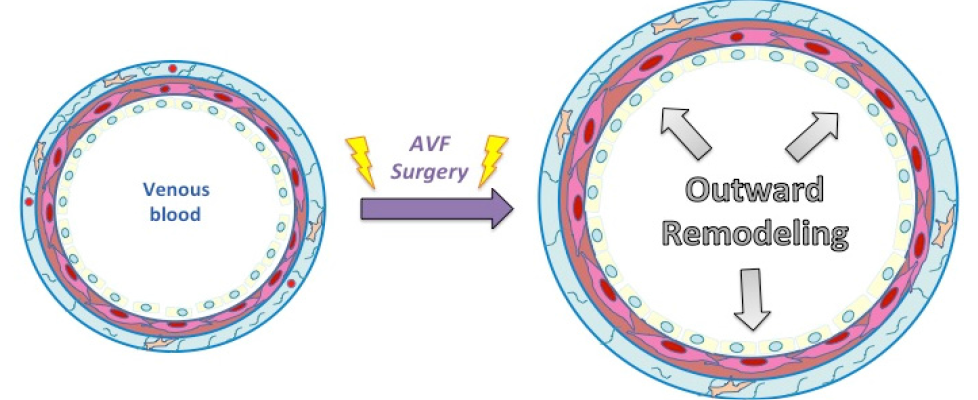 Venous
blood
AVF
Surgery
Outward
Remodeling